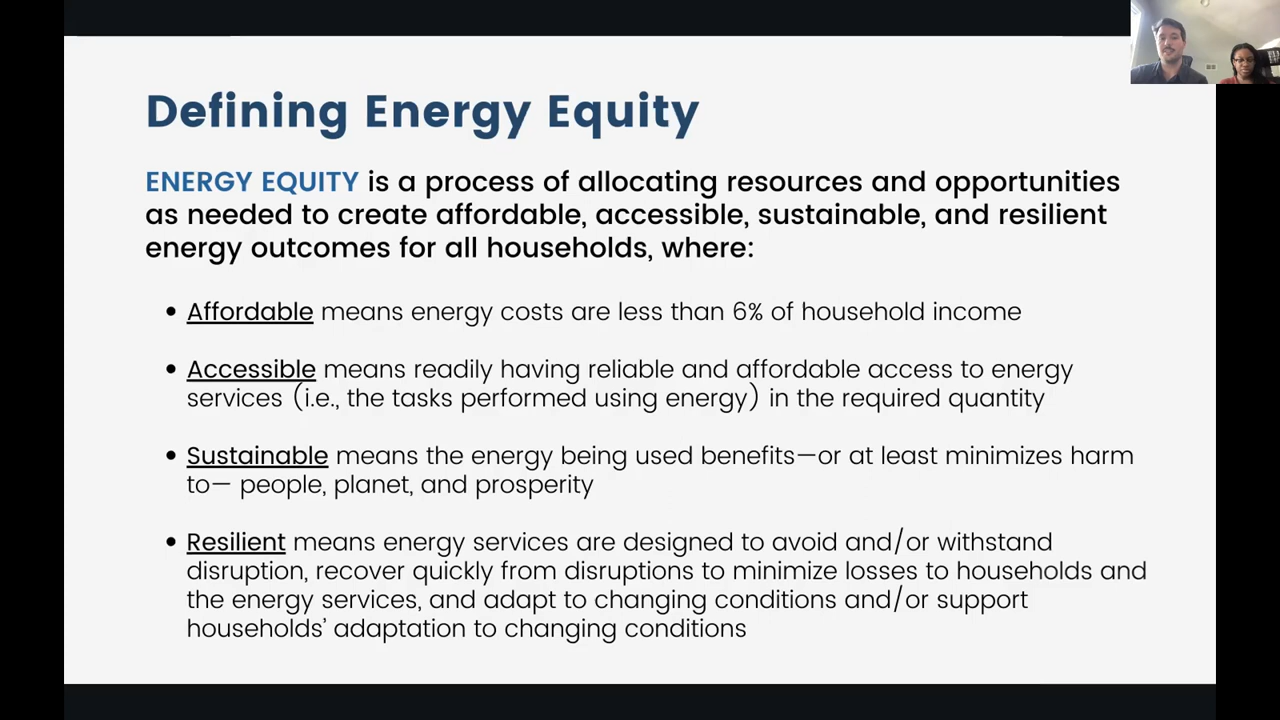 Defining Energy Equity
ENERGY EQUITY is a process of allocating resources and opportunities
as needed to create affordable, accessible, sustainable, and resilient
energy outcomes for all households, where:
• Affordable means energy costs are less than 6% of household income
• Accessible means readily having reliable and affordable access to energy
services (i.e., the tasks performed using energy) in the required quantity
• Sustainable means the energy being used benefits—or at least minimizes harm
to— people, planet, and prosperity
• Resilient means energy services are designed to avoid and/or withstand
disruption, recover quickly from disruptions to minimize losses to households and
the energy services, and adapt to changing conditions and/or support
households’ adaptation to changing conditions